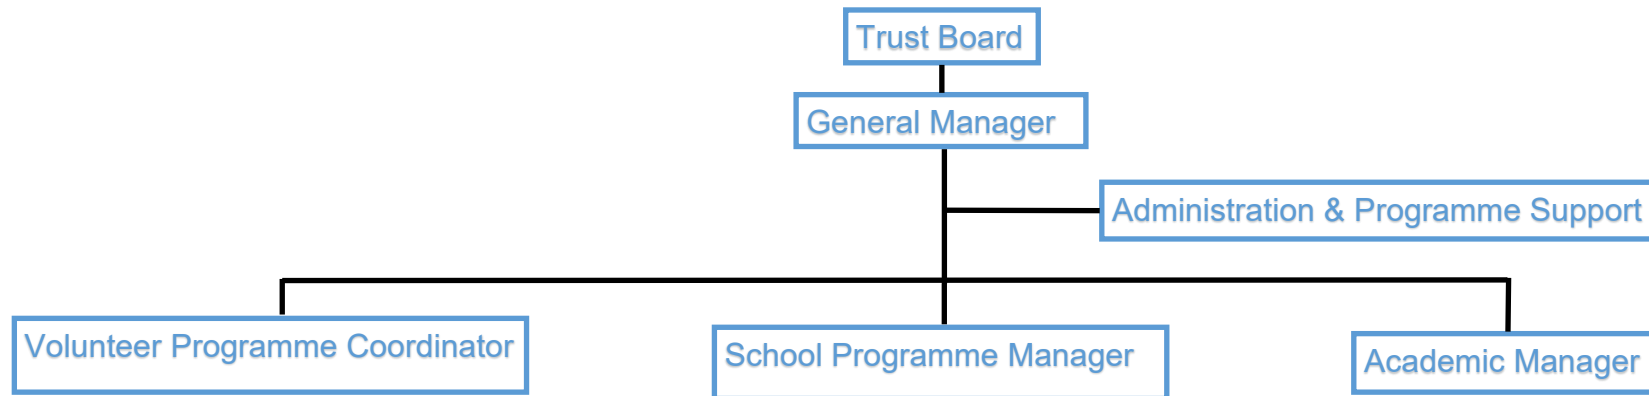 Trust Board
General Manager
Administration & Programme Support
Volunteer Programme Coordinator
School Programme Manager
Academic Manager